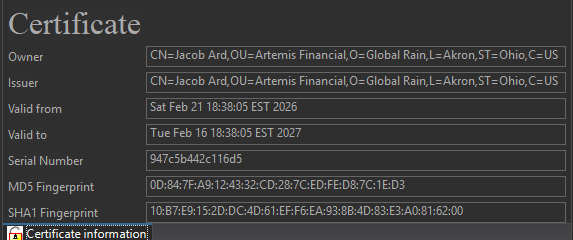 Certificate
Owner CN=Jacob Ard,OU=Artemis Financial,O=Global Rain,L=Akron,ST=Ohio,C=US
Issuer CN=Jacob Ard,OU=Artemis Financial,O=Global Rain,L=Akron,ST=Ohio,C=US
Valid from Sat Feb 21 18:38:05 EST 2026
Valid to Tue Feb 16 18:38:05 EST 2027
Serial Number 947c5b442c116d5
MD5 Fingerprint 0D:84:7F:A9:12:43:32:CD:28:7C:ED:FE:D8:7C:1E:D3
SHA1 Fingerprint 10:B7:E9:15:2D:DC:4D:61:EF:F6:EA:93:8B:4D:83:E3:A0:81:62:00
Certificate information